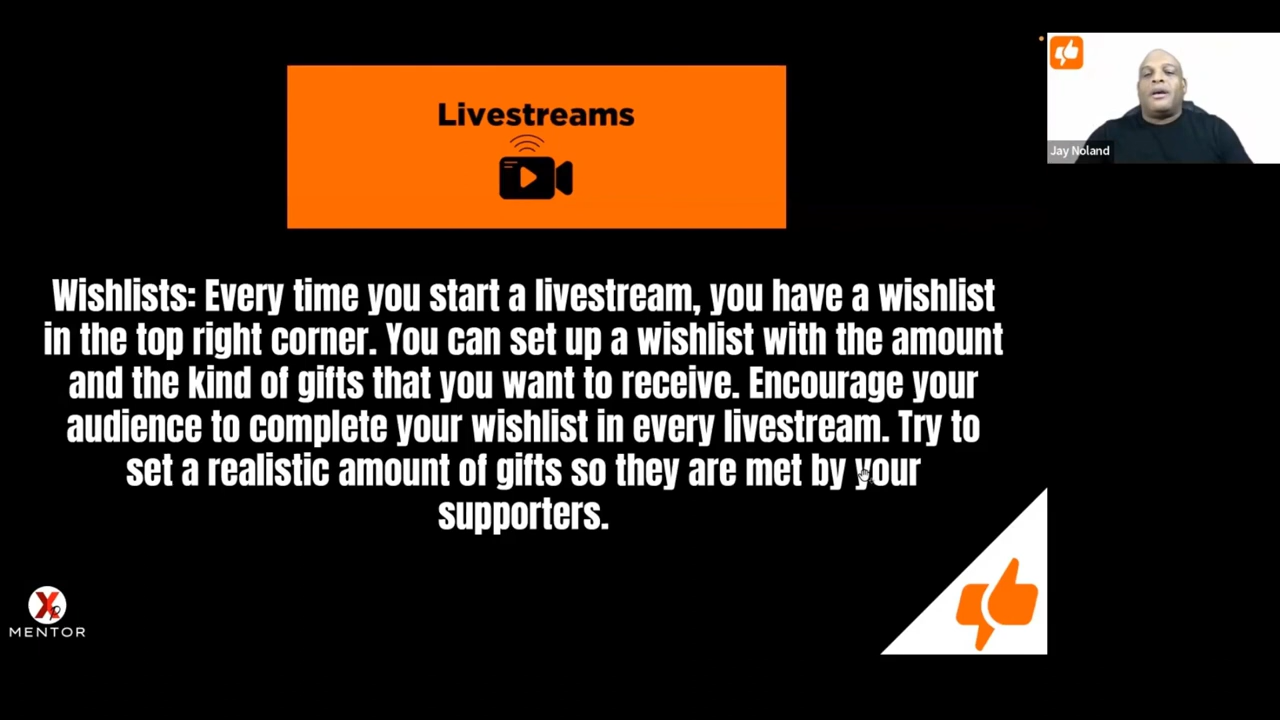 Livestreams
Jay Noland
Wishlists: Every time you start a livestream, you have a wishlist
in the top right corner. You can set up a wishlist with the amount
and the kind of gifts that you want to receive. Encourage your
audience to complete your wishlist in every livestream. Try to
set a realistic amount of gifts so they are met by your
supporters.
X
MENTOR